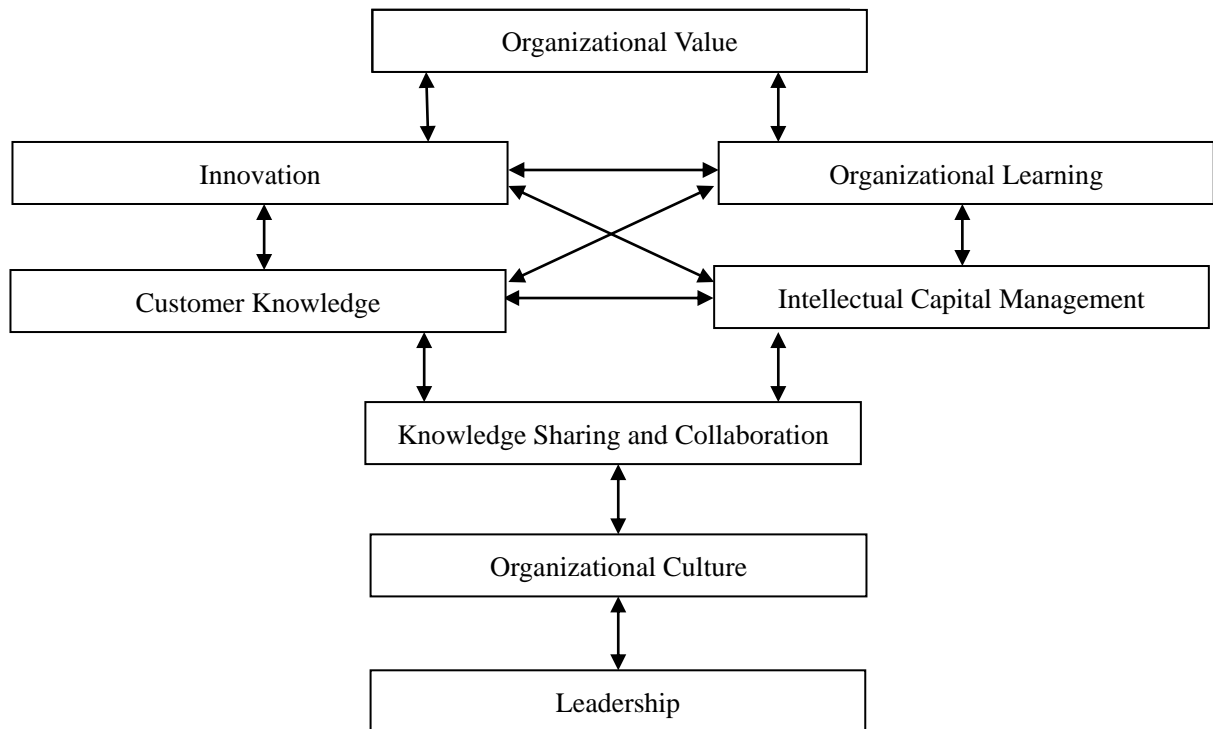 Organizational Value
Innovation
Organizational Learning
Customer Knowledge
Intellectual Capital Management
Knowledge Sharing and Collaboration
Organizational Culture
Leadership